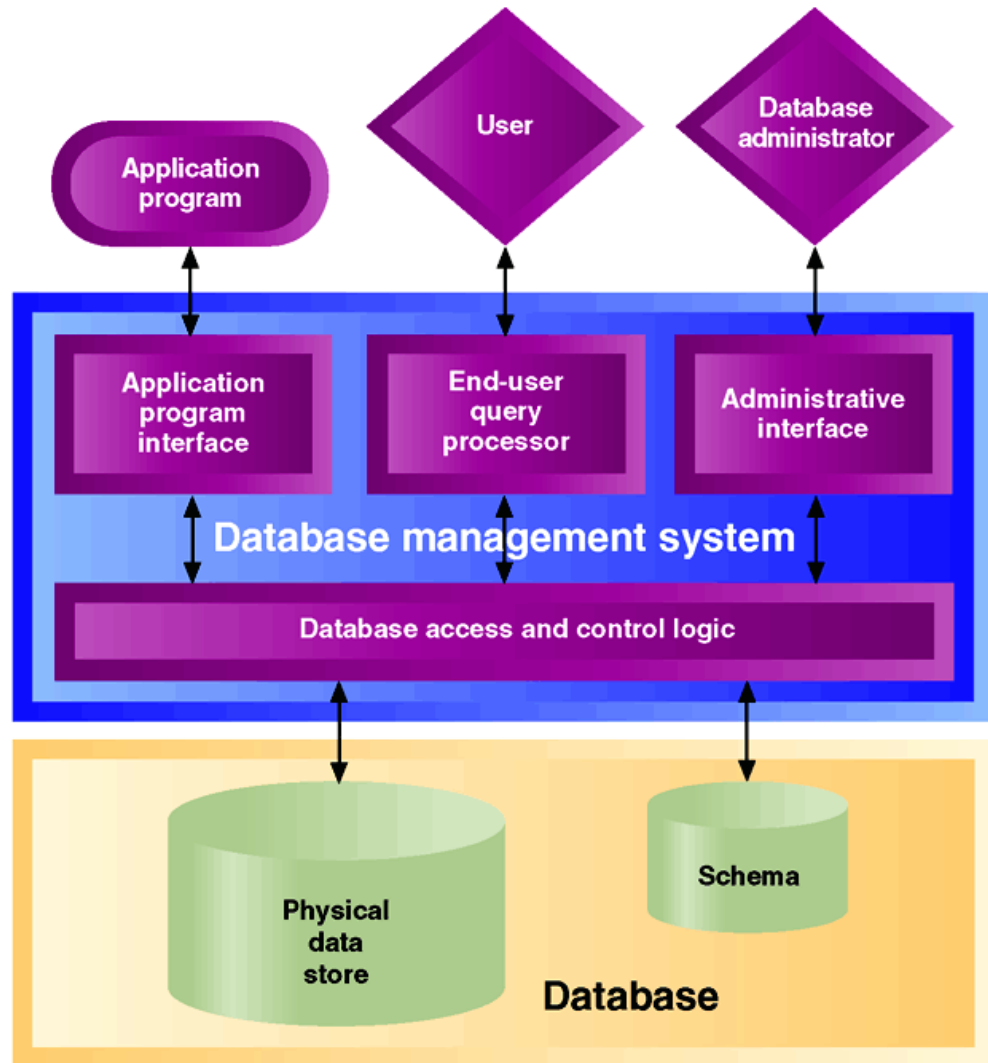 Application
program
User
Database
administrator
Application
program
interface
End-user
query
processor
Administrative
interface
Database management system
Database access and control logic
Physical
data
store
Schema
Database